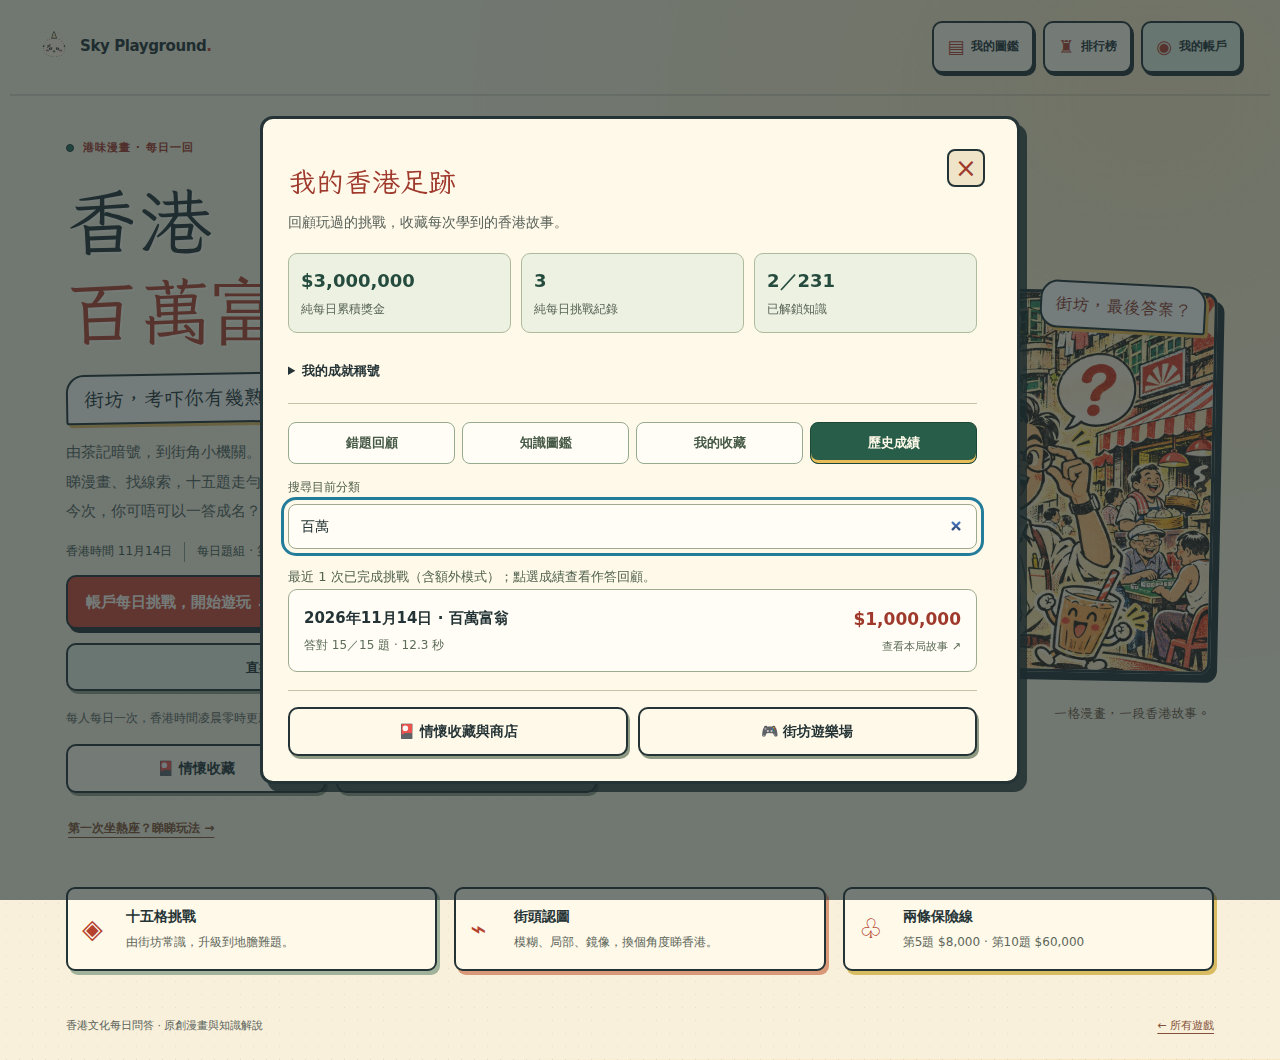 Sky Playground.
▤ 我的圖鑑
♜ 排行榜
◉ 我的帳戶
港味漫畫 · 每日一回
香港
百萬富
街坊，考吓你有幾熟
由茶記暗號，到街角小機關。
睇漫畫、找線索，十五題走勻
今次，你可唔可以一答成名？
香港時間 11月14日
每日題組 ·
帳戶每日挑戰，開始遊玩
直
每人每日一次，香港時間凌晨零時更
🎴 情懷收藏
第一次坐熱座？睇睇玩法 →
我的香港足跡
×
回顧玩過的挑戰，收藏每次學到的香港故事。
$3,000,000
純每日累積獎金
3
純每日挑戰紀錄
2／231
已解鎖知識
▶ 我的成就稱號
錯題回顧
知識圖鑑
我的收藏
歷史成績
搜尋目前分類
百萬
×
最近 1 次已完成挑戰（含額外模式）；點選成績查看作答回顧。
2026年11月14日 · 百萬富翁
$1,000,000
答對 15／15 題 · 12.3 秒
查看本局故事 ↗
🎴 情懷收藏與商店
🎮 街坊遊樂場
街坊，最後答案？
?
一格漫畫，一段香港故事。
十五格挑戰
由街坊常識，升級到地膽難題。
街頭認圖
模糊、局部、鏡像，換個角度睇香港。
兩條保險線
第5題 $8,000 · 第10題 $60,000
香港文化每日問答 · 原創漫畫與知識解說
← 所有遊戲